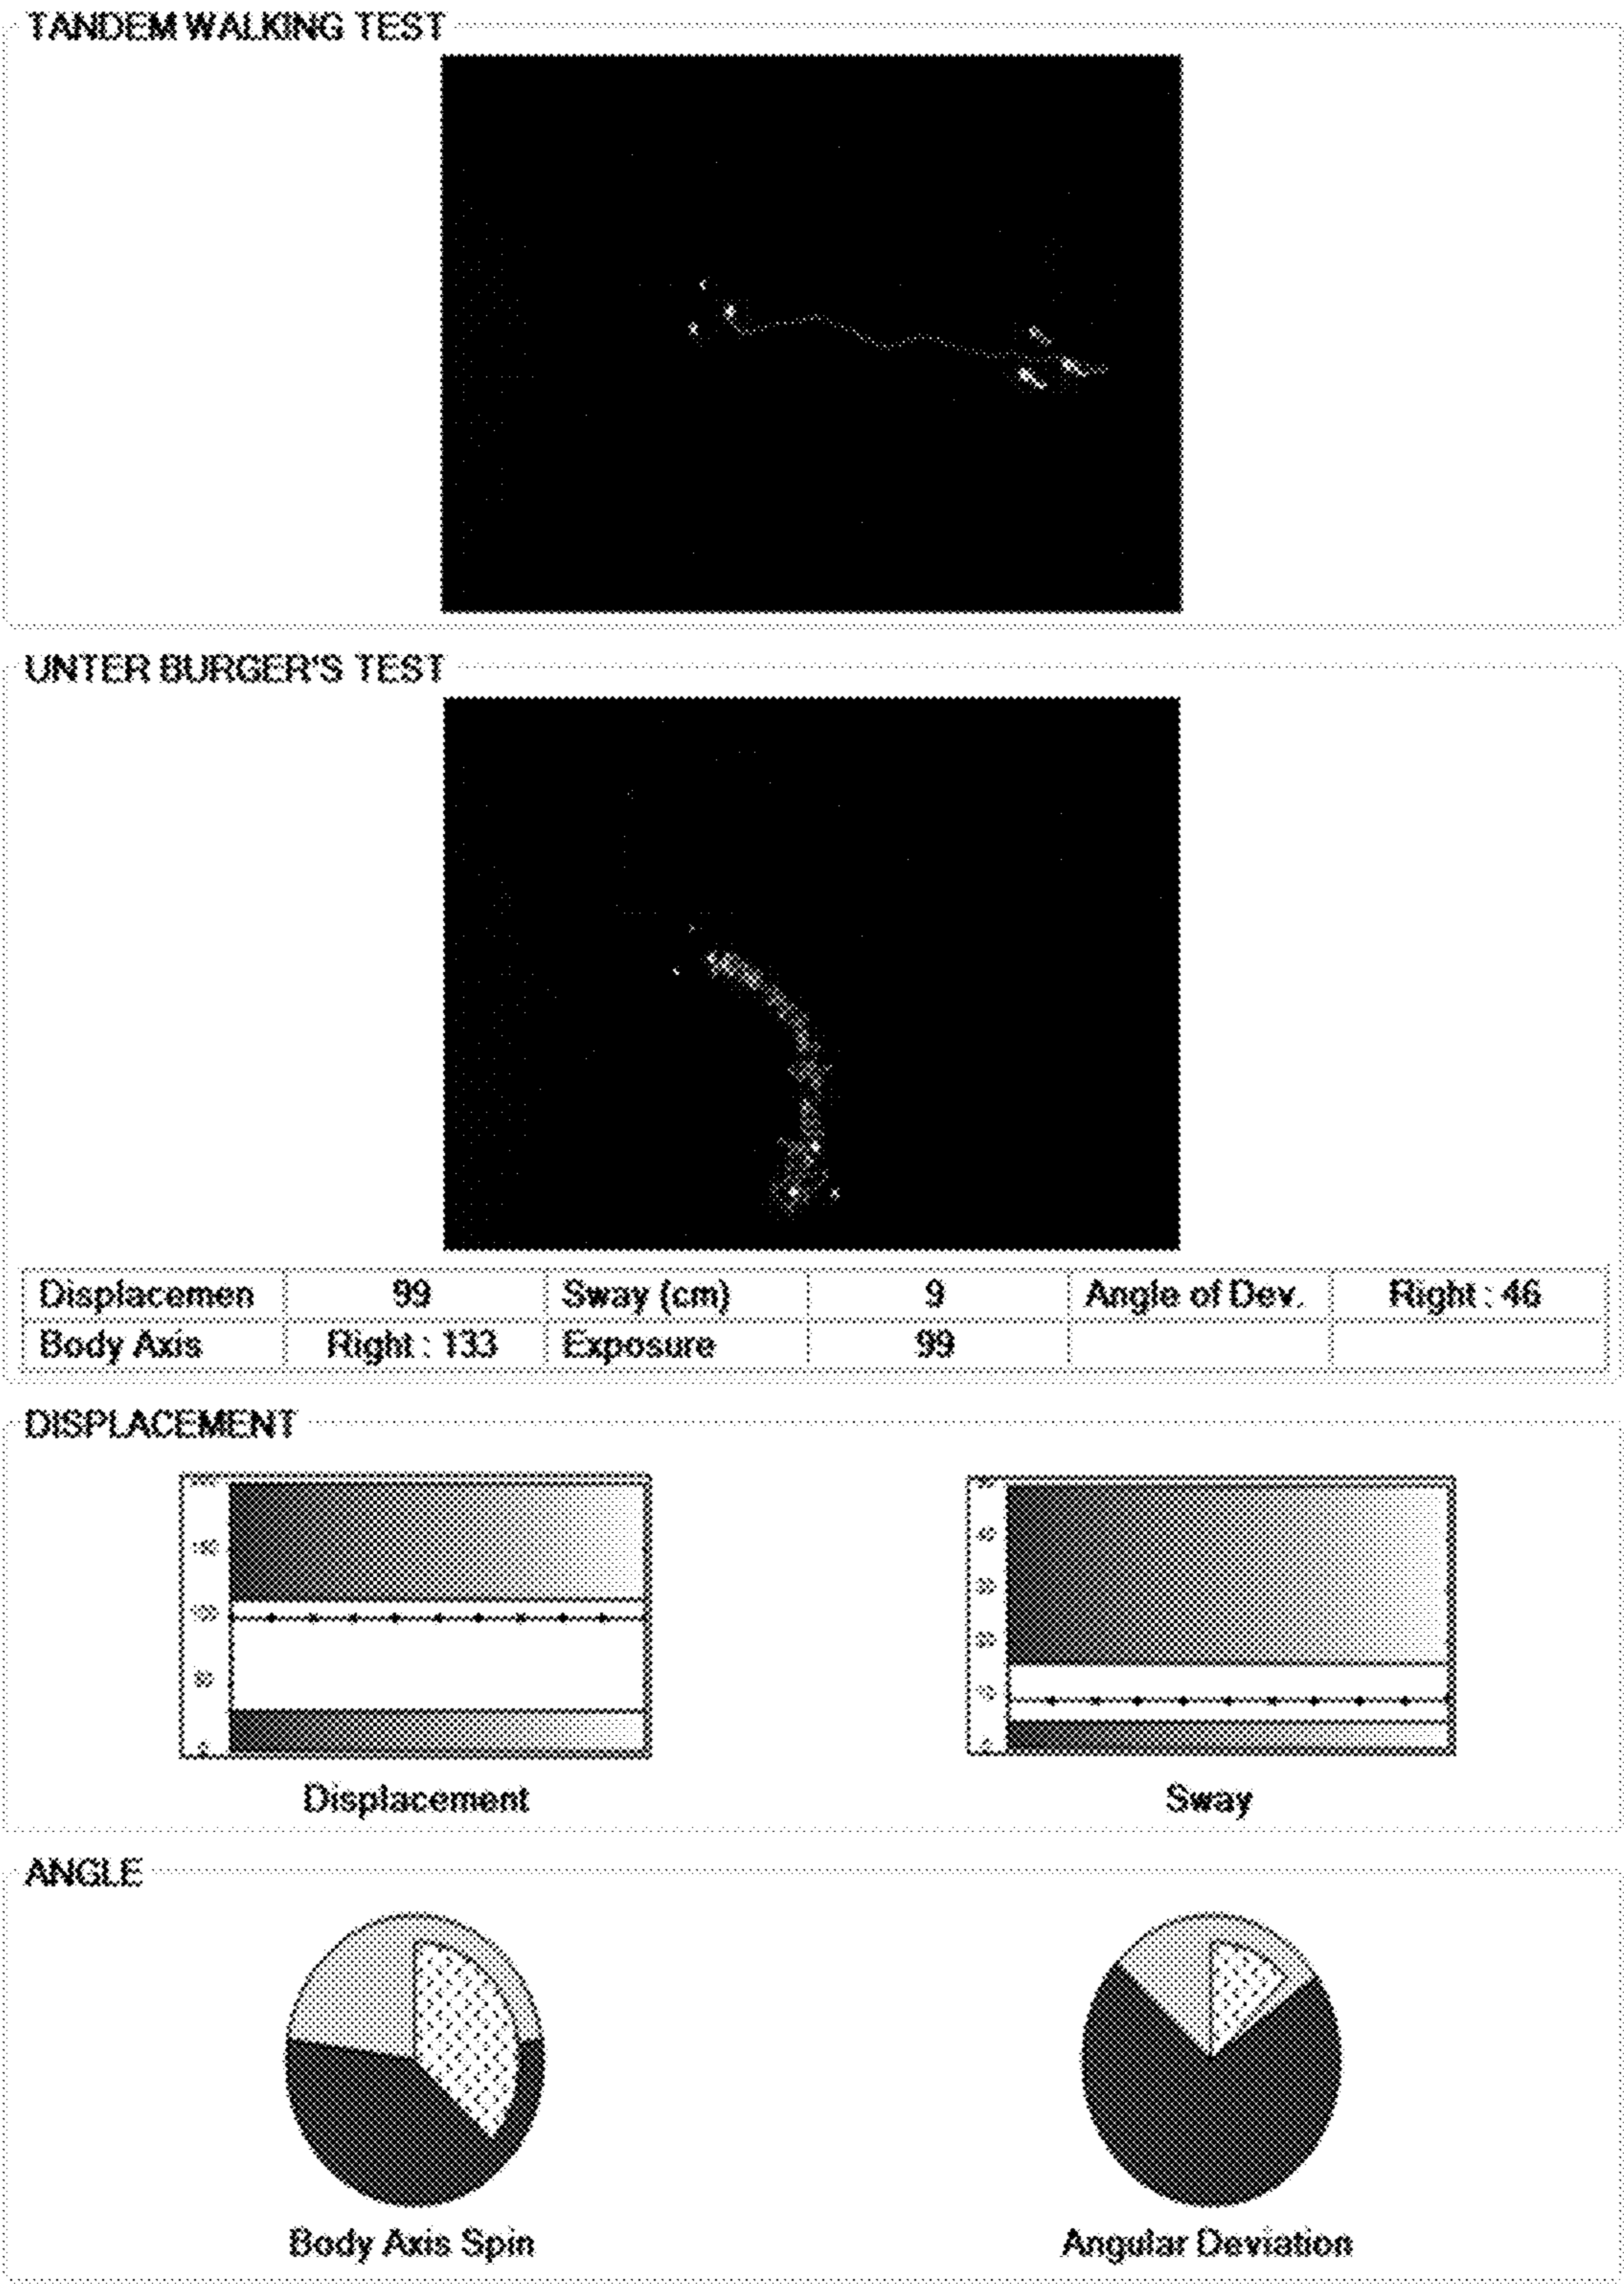 TANDEM WALKING TEST
UNTER BURGER'S TEST
Displacemen 99 Sway (cm) 9 Angle of Dev. Right : 46
Body Axis Right : 133 Exposure 99
DISPLACEMENT
Displacement Sway
ANGLE
Body Axis Spin Angular Deviation